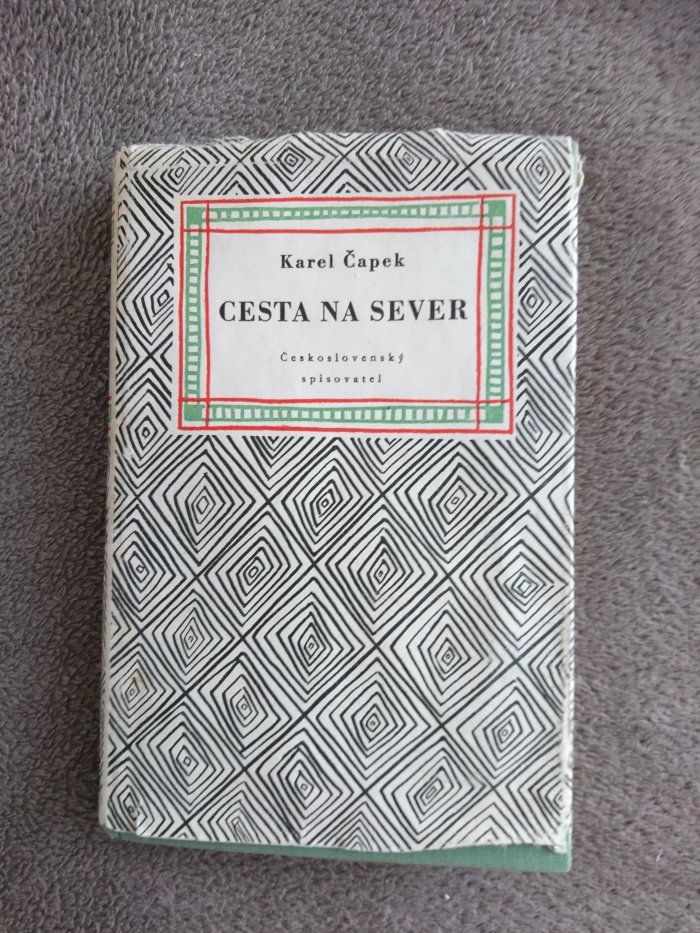 Karel Čapek
CESTA NA SEVER
Československý
spisovatel